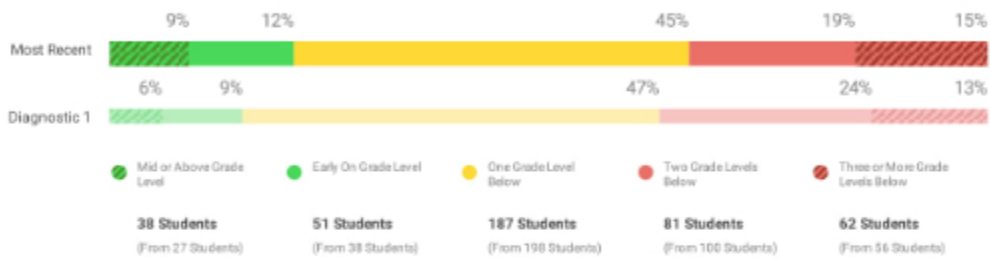 9% 12% 45% 19% 15%
Most Recent
6% 9% 47% 24% 13%
Diagnostic 1
Mid or Above Grade Level
Early On Grade Level
One Grade Level Below
Two Grade Levels Below
Three or More Grade Levels Below
38 Students
51 Students
187 Students
81 Students
62 Students
(From 27 Students)
(From 38 Students)
(From 198 Students)
(From 100 Students)
(From 56 Students)